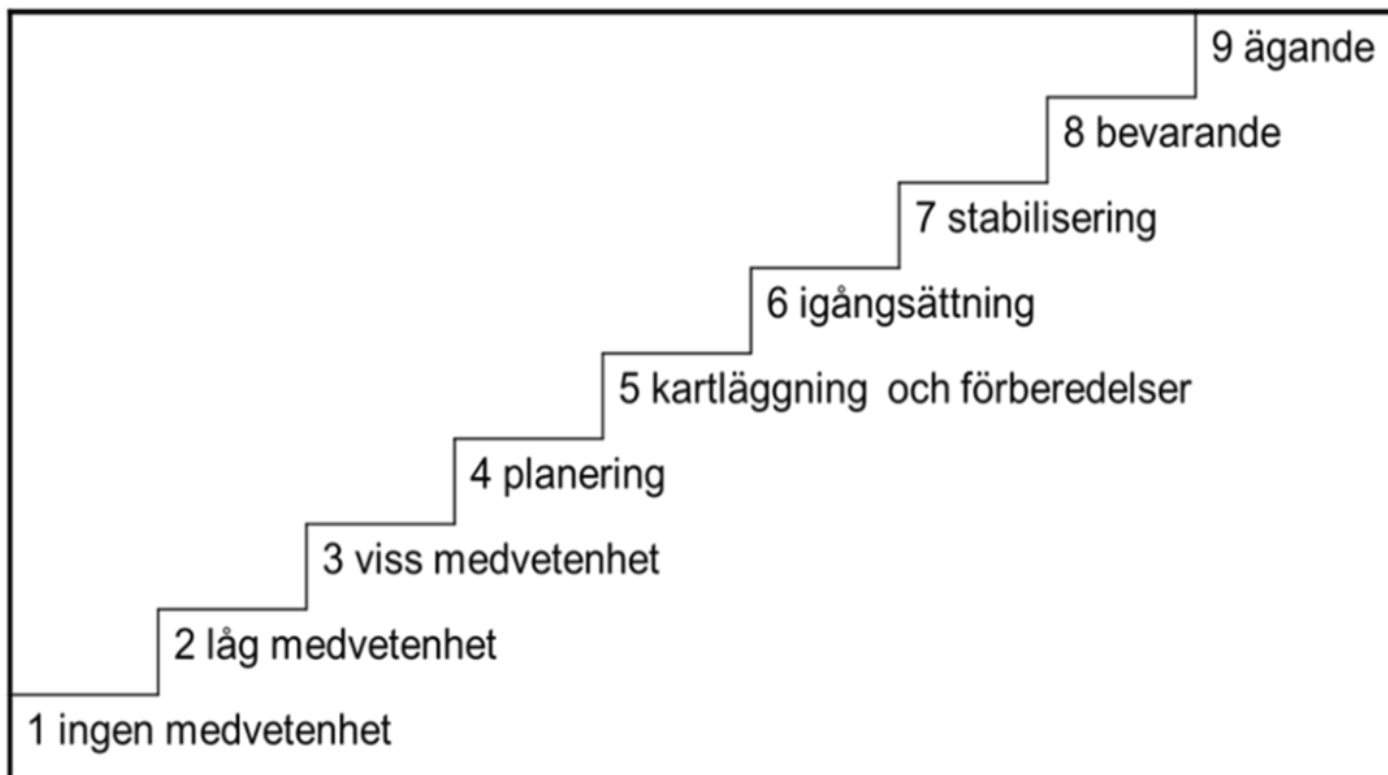 9 ägande
8 bevarande
7 stabilisering
6 igångsättning
5 kartläggning  och förberedelser
4 planering
3 viss medvetenhet
2 låg medvetenhet
1 ingen medvetenhet